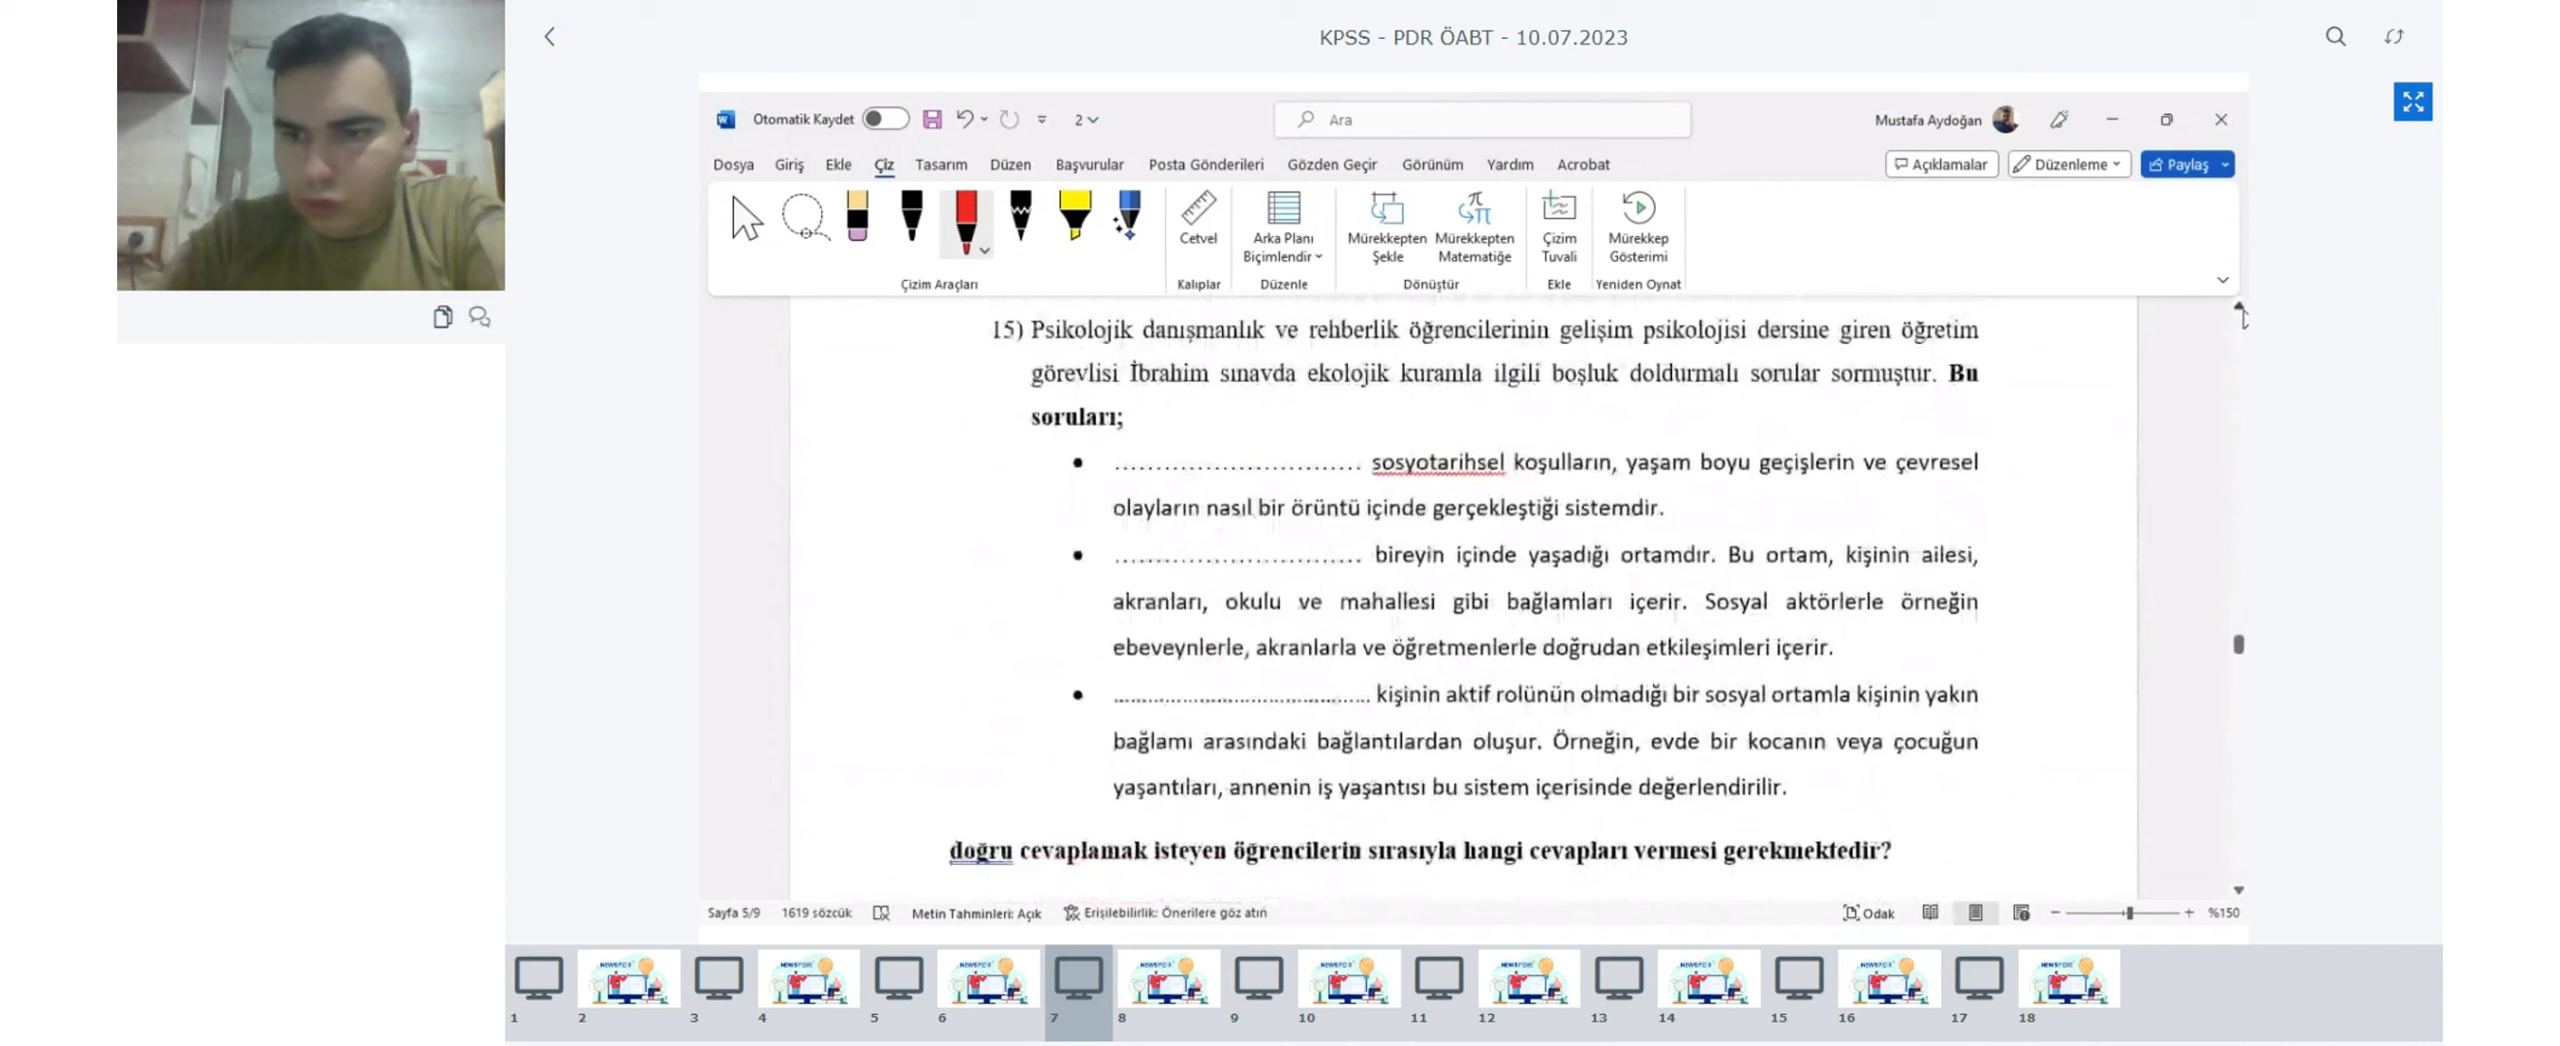 KPSS - PDR ÖABT - 10.07.2023
Otomatik Kaydet
2
Ara
Mustafa Aydoğan
Dosya Giriş Ekle Çiz Tasarım Düzen Başvurular Posta Gönderileri Gözden Geçir Görünüm Yardım Acrobat
Açıklamalar Düzenleme Paylaş
Cetvel
Arka Planı Biçimlendir
Mürekkepten Şekle
Mürekkepten Matematiğe
Çizim Tuvali
Mürekkep Gösterimi
Çizim Araçları Kalıplar Düzenle Dönüştür Ekle Yeniden Oynat
15) Psikolojik danışmanlık ve rehberlik öğrencilerinin gelişim psikolojisi dersine giren öğretim
görevlisi İbrahim sınavda ekolojik kuramla ilgili boşluk doldurmalı sorular sormuştur. Bu
soruları;
• .............................. sosyotarihsel koşulların, yaşam boyu geçişlerin ve çevresel
olayların nasıl bir örüntü içinde gerçekleştiği sistemdir.
• .............................. bireyin içinde yaşadığı ortamdır. Bu ortam, kişinin ailesi,
akranları, okulu ve mahallesi gibi bağlamları içerir. Sosyal aktörlerle örneğin
ebeveynlerle, akranlarla ve öğretmenlerle doğrudan etkileşimleri içerir.
• .......................................... kişinin aktif rolünün olmadığı bir sosyal ortamla kişinin yakın
bağlamı arasındaki bağlantılardan oluşur. Örneğin, evde bir kocanın veya çocuğun
yaşantıları, annenin iş yaşantısı bu sistem içerisinde değerlendirilir.
doğru cevaplamak isteyen öğrencilerin sırasıyla hangi cevapları vermesi gerekmektedir?
Sayfa 5/9 1619 sözcük Metin Tahminleri: Açık Erişilebilirlik: Önerilere göz atın
Odak
%150
1 2 3 4 5 6 7 8 9 10 11 12 13 14 15 16 17 18